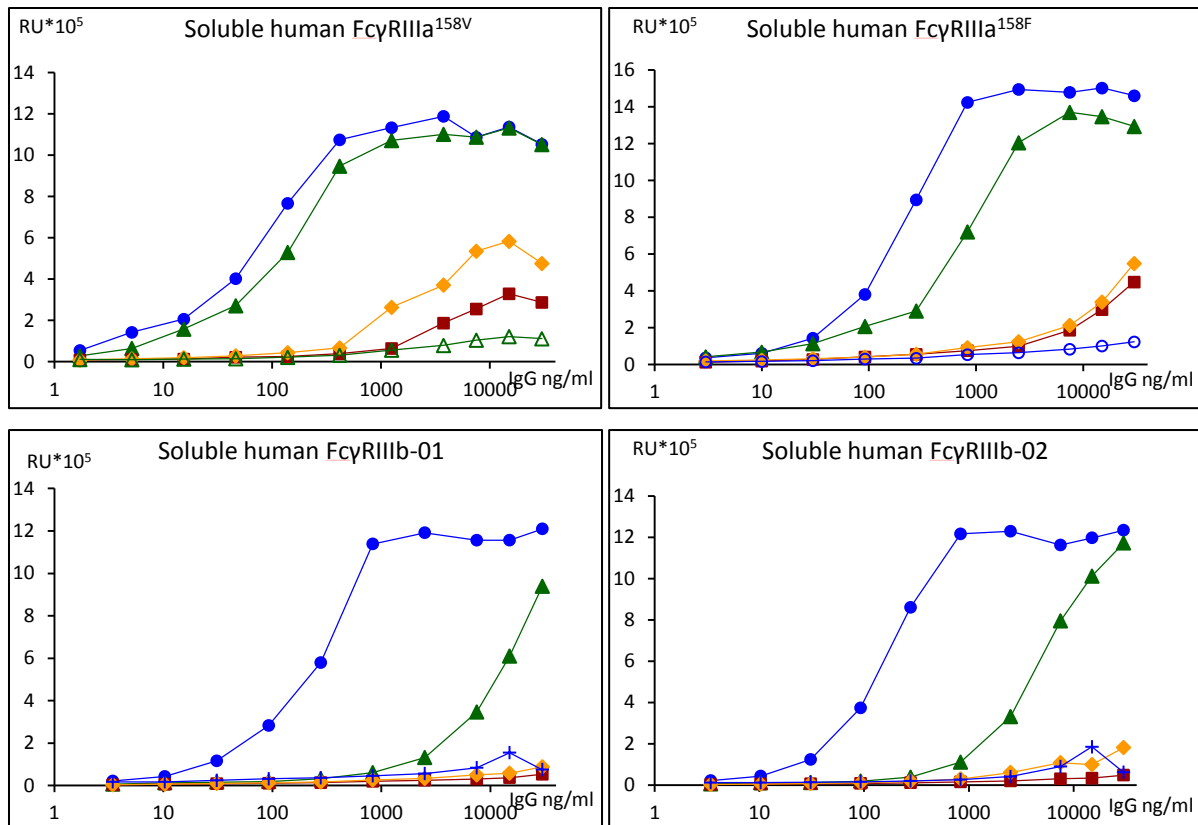 RU*10⁵
Soluble human FcγRIIIa¹⁵⁸ⱽ
14
12
10
8
6
4
2
0
1 10 100 1000 10000
IgG ng/ml
RU*10⁵
Soluble human FcγRIIIa¹⁵⁸ᶠ
16
14
12
10
8
6
4
2
0
1 10 100 1000 10000
IgG ng/ml
RU*10⁵
Soluble human FcγRIIIb-01
14
12
10
8
6
4
2
0
1 10 100 1000 10000
IgG ng/ml
RU*10⁵
Soluble human FcγRIIIb-02
14
12
10
8
6
4
2
0
1 10 100 1000 10000
IgG ng/ml